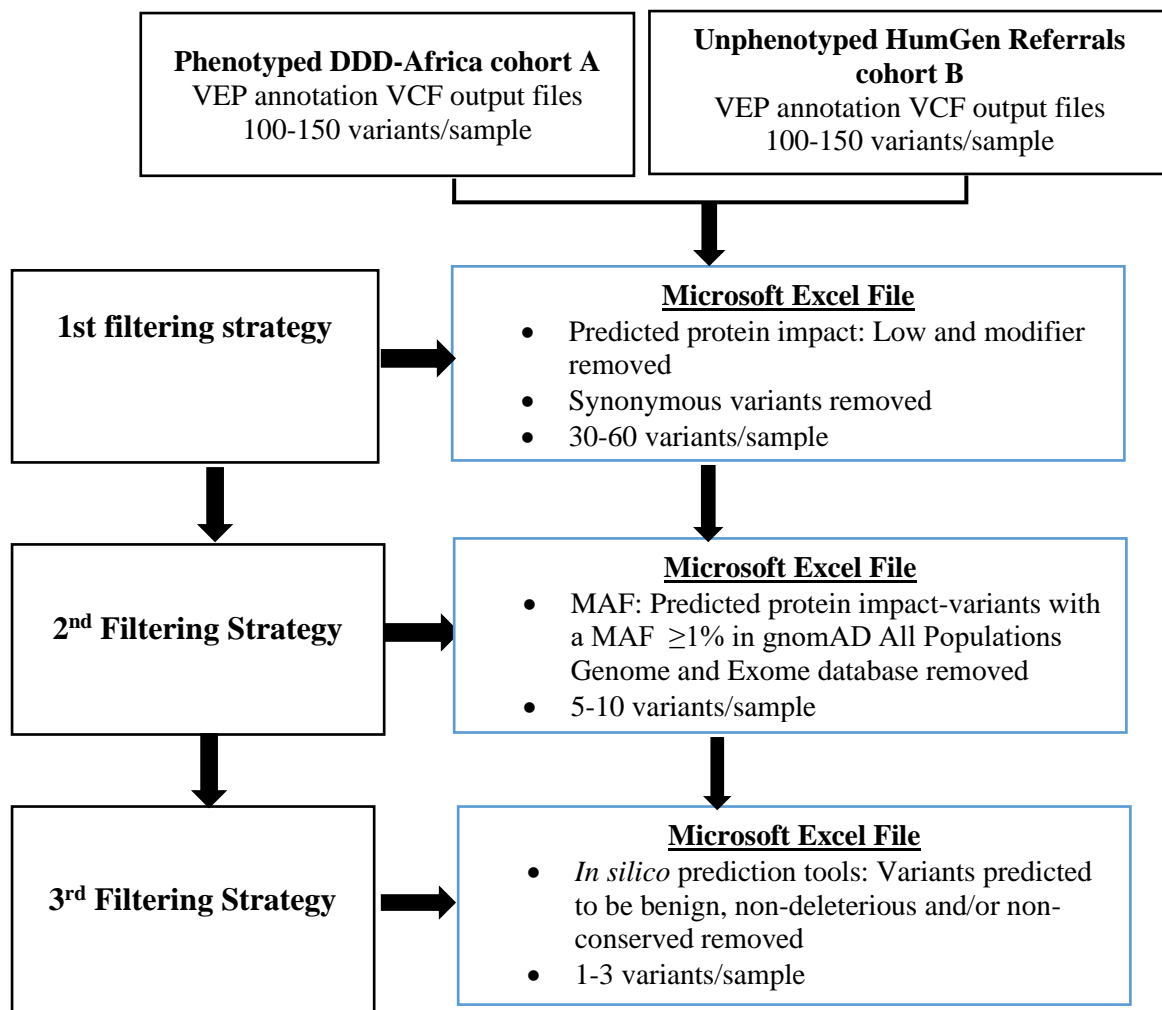 Phenotyped DDD-Africa cohort A
VEP annotation VCF output files
100-150 variants/sample
Unphenotyped HumGen Referrals
cohort B
VEP annotation VCF output files
100-150 variants/sample
1st filtering strategy
Microsoft Excel File
• Predicted protein impact: Low and modifier
removed
• Synonymous variants removed
• 30-60 variants/sample
2nd Filtering Strategy
Microsoft Excel File
• MAF: Predicted protein impact-variants with
a MAF ≥1% in gnomAD All Populations
Genome and Exome database removed
• 5-10 variants/sample
3rd Filtering Strategy
Microsoft Excel File
• In silico prediction tools: Variants predicted
to be benign, non-deleterious and/or non-
conserved removed
• 1-3 variants/sample